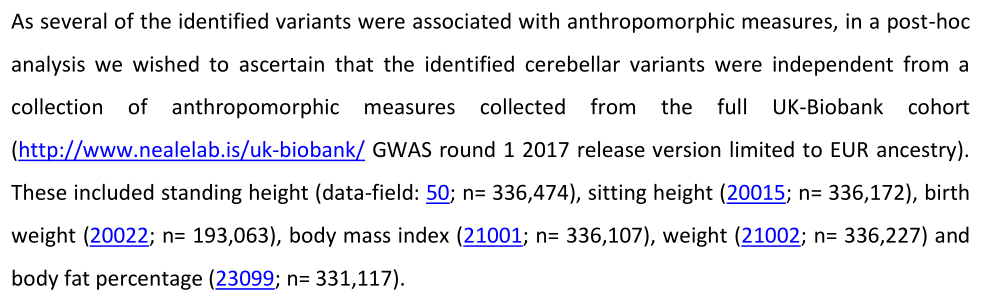 As several of the identified variants were associated with anthropomorphic measures, in a post-hoc
analysis we wished to ascertain that the identified cerebellar variants were independent from a
collection of anthropomorphic measures collected from the full UK-Biobank cohort
(http://www.nealelab.is/uk-biobank/ GWAS round 1 2017 release version limited to EUR ancestry).
These included standing height (data-field: 50; n= 336,474), sitting height (20015; n= 336,172), birth
weight (20022; n= 193,063), body mass index (21001; n= 336,107), weight (21002; n= 336,227) and
body fat percentage (23099; n= 331,117).